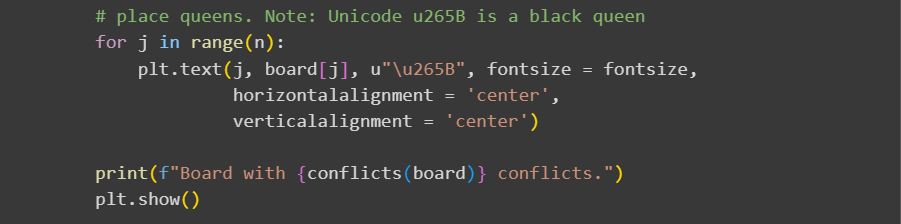 # place queens. Note: Unicode u265B is a black queen
for j in range(n):
    plt.text(j, board[j], u"\u265B", fontsize = fontsize,
             horizontalalignment = 'center',
             verticalalignment = 'center')
print(f"Board with {conflicts(board)} conflicts.")
plt.show()